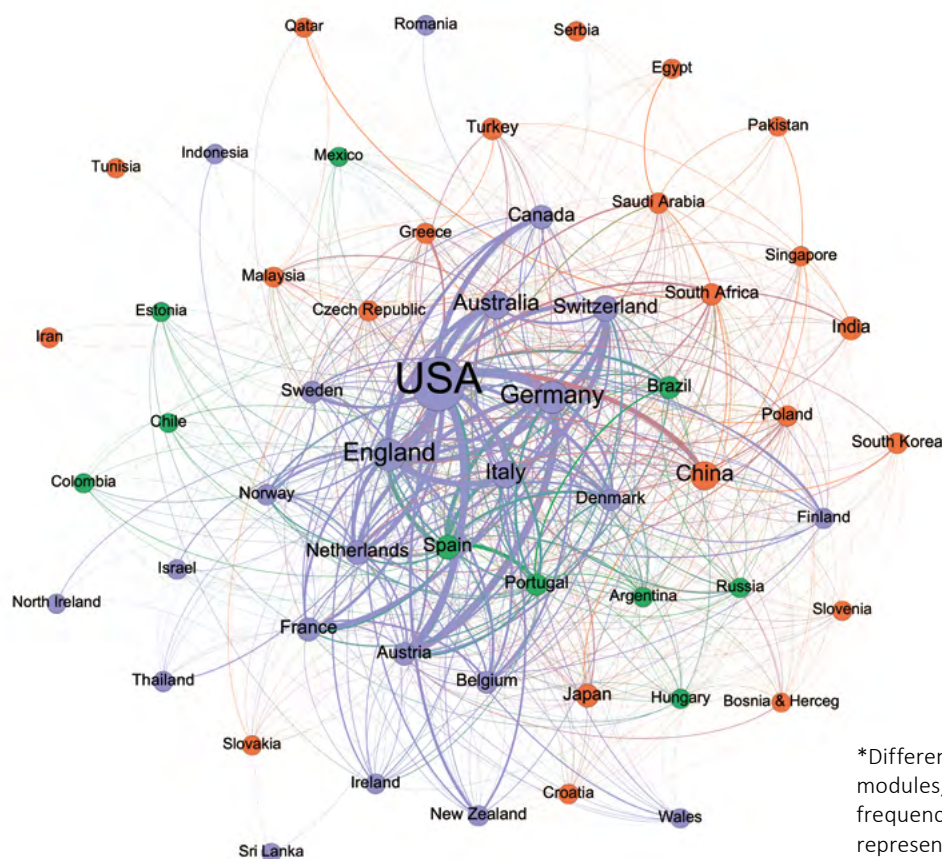 Qatar
Romania
Serbia
Egypt
Turkey
Pakistan
Tunisia
Indonesia
Mexico
Canada
Saudi Arabia
Greece
Singapore
Malaysia
Australia
Switzerland
South Africa
Estonia
Czech Republic
India
Iran
USA
Germany
Brazil
Sweden
Chile
Poland
South Korea
England
Italy
China
Colombia
Norway
Denmark
Finland
Netherlands
Spain
Israel
Portugal
Argentina
Russia
North Ireland
Slovenia
France
Austria
Thailand
Belgium
Japan
Hungary
Bosnia & Herceg
Slovakia
Ireland
Croatia
New Zealand
Wales
Sri Lanka
*Differen
modules,
frequenc
represen